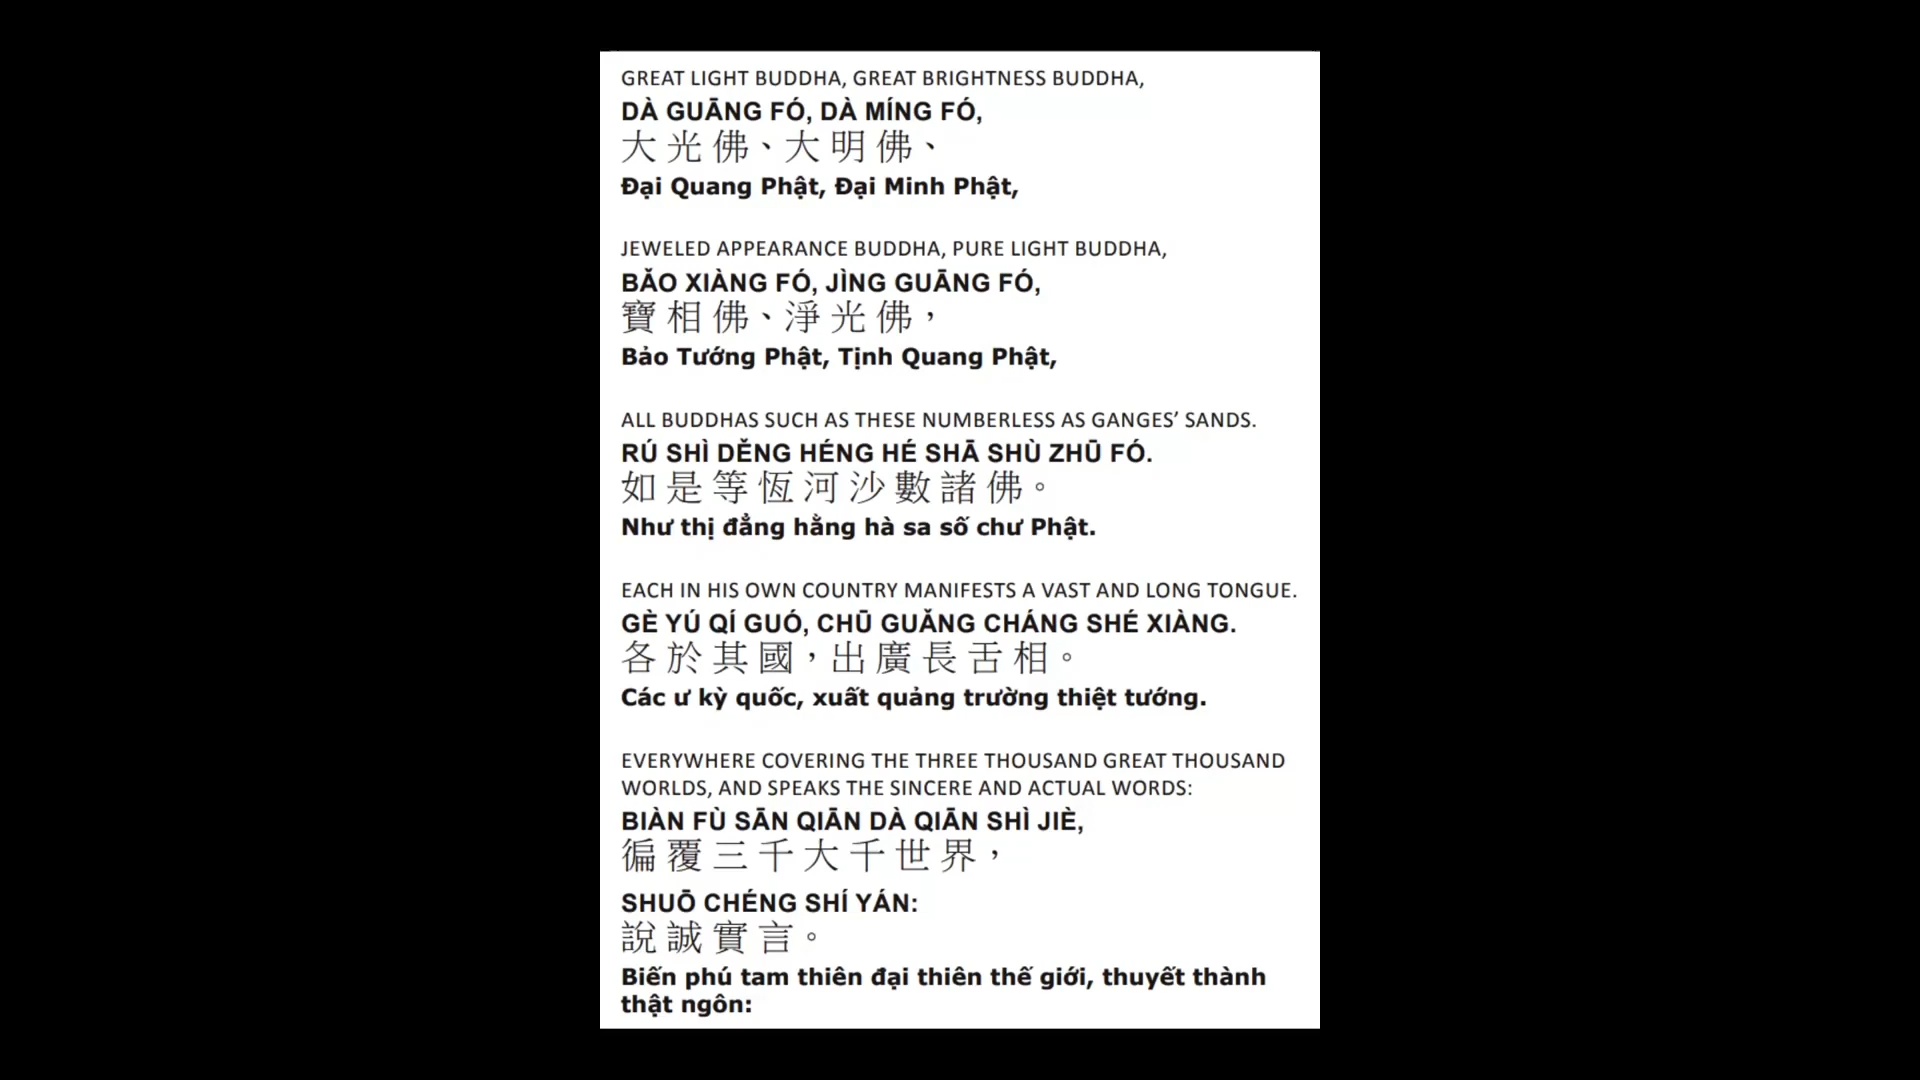 GREAT LIGHT BUDDHA, GREAT BRIGHTNESS BUDDHA,
DÀ GUĀNG FÓ, DÀ MÍNG FÓ,
大光佛、大明佛、
Đại Quang Phật, Đại Minh Phật,
JEWELED APPEARANCE BUDDHA, PURE LIGHT BUDDHA,
BǍO XIÀNG FÓ, JÌNG GUĀNG FÓ,
寶相佛、淨光佛，
Bảo Tướng Phật, Tịnh Quang Phật,
ALL BUDDHAS SUCH AS THESE NUMBERLESS AS GANGES’ SANDS.
RÚ SHÌ DĚNG HÉNG HÉ SHĀ SHÙ ZHŪ FÓ.
如是等恆河沙數諸佛。
Như thị đẳng hằng hà sa số chư Phật.
EACH IN HIS OWN COUNTRY MANIFESTS A VAST AND LONG TONGUE.
GÈ YÚ QÍ GUÓ, CHŪ GUǍNG CHÁNG SHÉ XIÀNG.
各於其國，出廣長舌相。
Các ư kỳ quốc, xuất quảng trường thiệt tướng.
EVERYWHERE COVERING THE THREE THOUSAND GREAT THOUSAND
WORLDS, AND SPEAKS THE SINCERE AND ACTUAL WORDS:
BIÀN FÙ SĀN QIĀN DÀ QIĀN SHÌ JIÈ,
徧覆三千大千世界，
SHUŌ CHÉNG SHÍ YÁN:
說誠實言。
Biến phú tam thiên đại thiên thế giới, thuyết thành
thật ngôn: